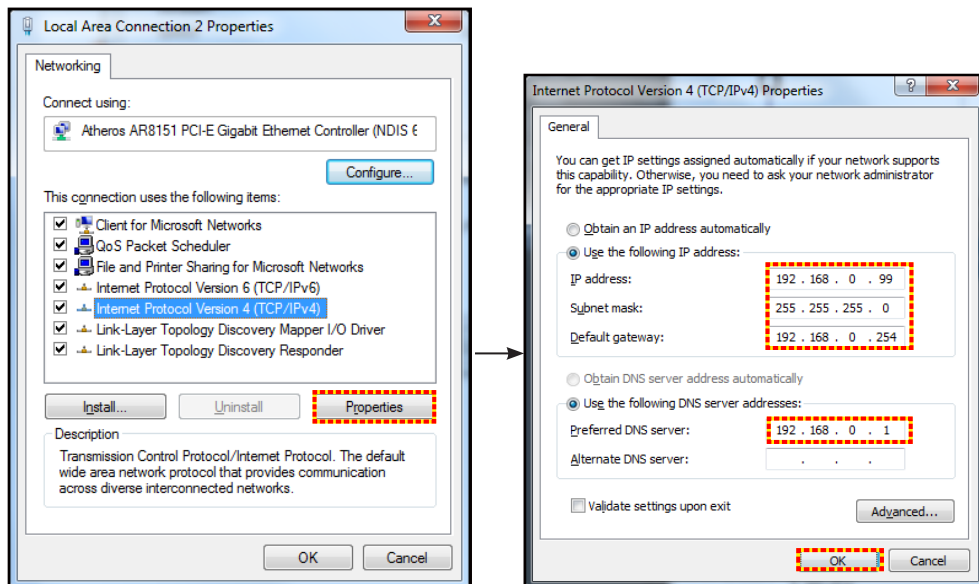 Local Area Connection 2 Properties
Networking
Connect using:
Atheros AR8151 PCI-E Gigabit Ethernet Controller (NDIS 6
Configure...
This connection uses the following items:
Client for Microsoft Networks
QoS Packet Scheduler
File and Printer Sharing for Microsoft Networks
Internet Protocol Version 6 (TCP/IPv6)
Internet Protocol Version 4 (TCP/IPv4)
Link-Layer Topology Discovery Mapper I/O Driver
Link-Layer Topology Discovery Responder
Install...
Uninstall
Properties
Description
Transmission Control Protocol/Internet Protocol. The default
wide area network protocol that provides communication
across diverse interconnected networks.
OK
Cancel
Internet Protocol Version 4 (TCP/IPv4) Properties
?
General
You can get IP settings assigned automatically if your network supports
this capability. Otherwise, you need to ask your network administrator
for the appropriate IP settings.
Obtain an IP address automatically
Use the following IP address:
IP address: 192 . 168 . 0 . 99
Subnet mask: 255 . 255 . 255 . 0
Default gateway: 192 . 168 . 0 . 254
Obtain DNS server address automatically
Use the following DNS server addresses:
Preferred DNS server: 192 . 168 . 0 . 1
Alternate DNS server: . . .
Validate settings upon exit
Advanced...
OK
Cancel